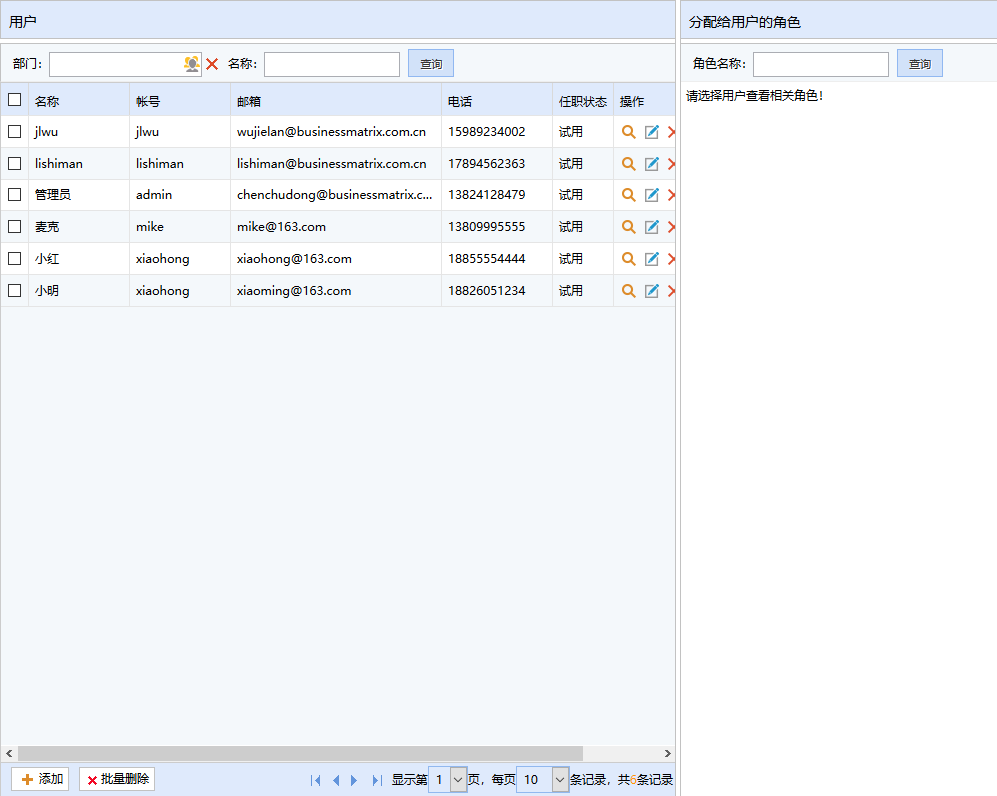 用户
部门： 名称： 查询
名称 帐号 邮箱 电话 任职状态 操作
jlwu jlwu wujielan@businessmatrix.com.cn 15989234002 试用
lishiman lishiman lishiman@businessmatrix.com.cn 17894562363 试用
管理员 admin chenchudong@businessmatrix.c... 13824128479 试用
麦克 mike mike@163.com 13809995555 试用
小红 xiaohong xiaohong@163.com 18855554444 试用
小明 xiaohong xiaoming@163.com 18826051234 试用
添加 批量删除 显示第 1 页，每页 10 条记录，共6条记录
分配给用户的角色
角色名称： 查询
请选择用户查看相关角色！